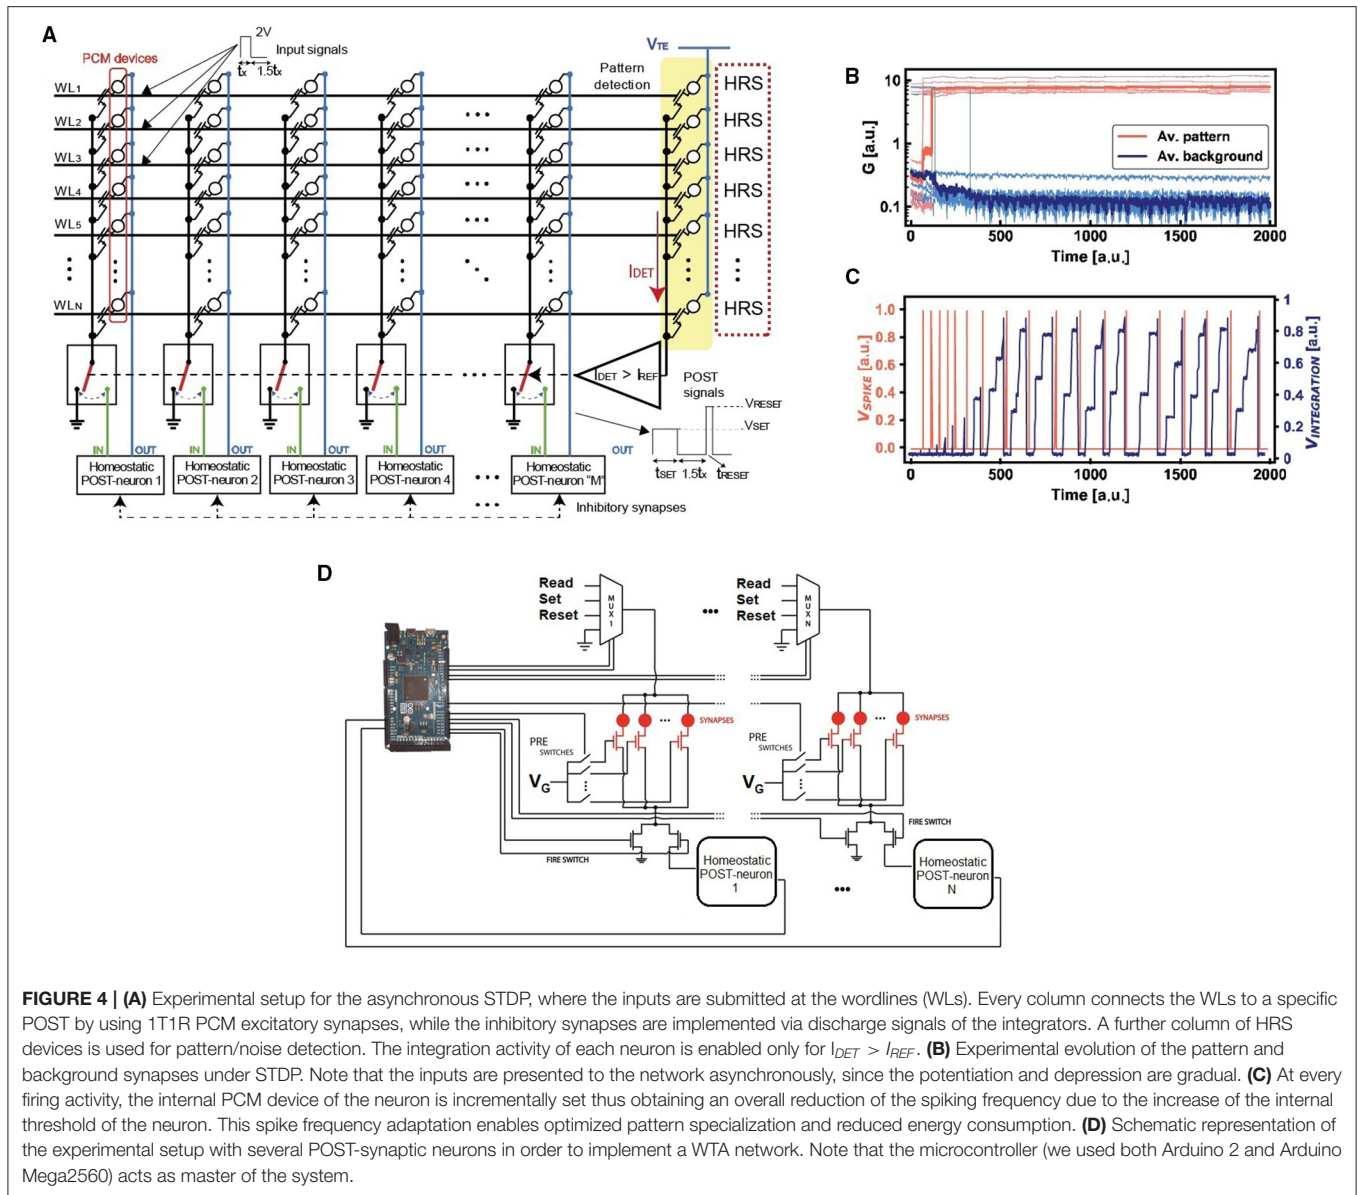 A
2V
Input signals
tx 1.5tx
PCM devices
VTE
Pattern
detection
WL1
WL2
WL3
WL4
WL5
WLN
HRS
HRS
HRS
HRS
HRS
HRS
IDET
IDET > IREF
POST
signals
VRESET
VSET
tSET 1.5tx tRESET
IN OUT IN OUT IN OUT IN OUT IN OUT
Homeostatic
POST-neuron 1
Homeostatic
POST-neuron 2
Homeostatic
POST-neuron 3
Homeostatic
POST-neuron 4
Homeostatic
POST-neuron "M"
Inhibitory synapses
B
10
1
0.1
G [a.u.]
Av. pattern
Av. background
0 500 1000 1500 2000
Time [a.u.]
C
1.0
0.8
0.6
0.4
0.2
0.0
VSPIKE [a.u.]
1
0.8
0.6
0.4
0.2
0
VINTEGRATION [a.u.]
0 500 1000 1500 2000
Time [a.u.]
D
Read
Set
Reset
MUX 1
Read
Set
Reset
MUX N
SYNAPSES
SYNAPSES
PRE
SWITCHES
PRE
SWITCHES
VG
VG
FIRE SWITCH
FIRE SWITCH
Homeostatic
POST-neuron
1
Homeostatic
POST-neuron
N
FIGURE 4 | (A) Experimental setup for the asynchronous STDP, where the inputs are submitted at the wordlines (WLs). Every column connects the WLs to a specific
POST by using 1T1R PCM excitatory synapses, while the inhibitory synapses are implemented via discharge signals of the integrators. A further column of HRS
devices is used for pattern/noise detection. The integration activity of each neuron is enabled only for IDET > IREF. (B) Experimental evolution of the pattern and
background synapses under STDP. Note that the inputs are presented to the network asynchronously, since the potentiation and depression are gradual. (C) At every
firing activity, the internal PCM device of the neuron is incrementally set thus obtaining an overall reduction of the spiking frequency due to the increase of the internal
threshold of the neuron. This spike frequency adaptation enables optimized pattern specialization and reduced energy consumption. (D) Schematic representation of
the experimental setup with several POST-synaptic neurons in order to implement a WTA network. Note that the microcontroller (we used both Arduino 2 and Arduino
Mega2560) acts as master of the system.